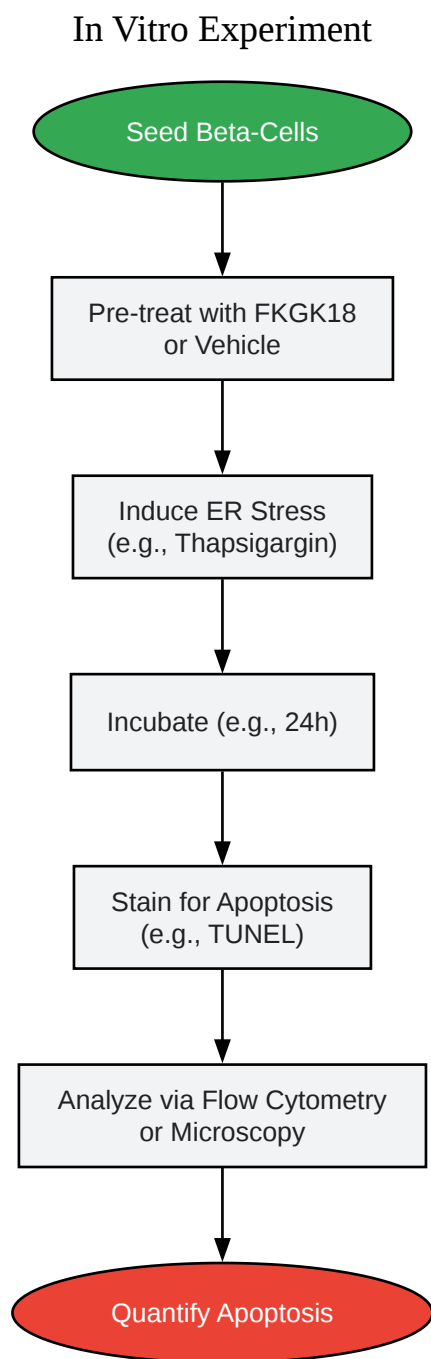 In Vitro Experiment
Seed Beta-Cells
Pre-treat with FKGK18
or Vehicle
Induce ER Stress
(e.g., Thapsigargin)
Incubate (e.g., 24h)
Stain for Apoptosis
(e.g., TUNEL)
Analyze via Flow Cytometry
or Microscopy
Quantify Apoptosis